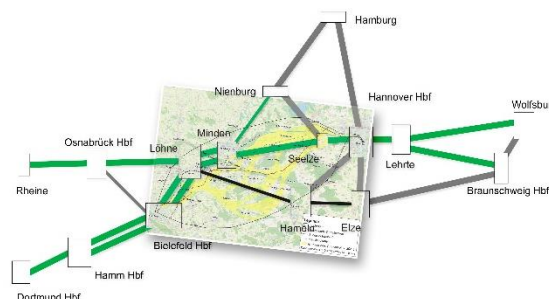 Hamburg
Nienburg
Hannover Hbf
Wolfsbu
Osnabrück Hbf
Minden
Löhne
Seelze
Lehrte
Rheine
Braunschweig Hbf
Hameln
Elze
Bielefeld Hbf
Hamm Hbf
Dortmund Hbf